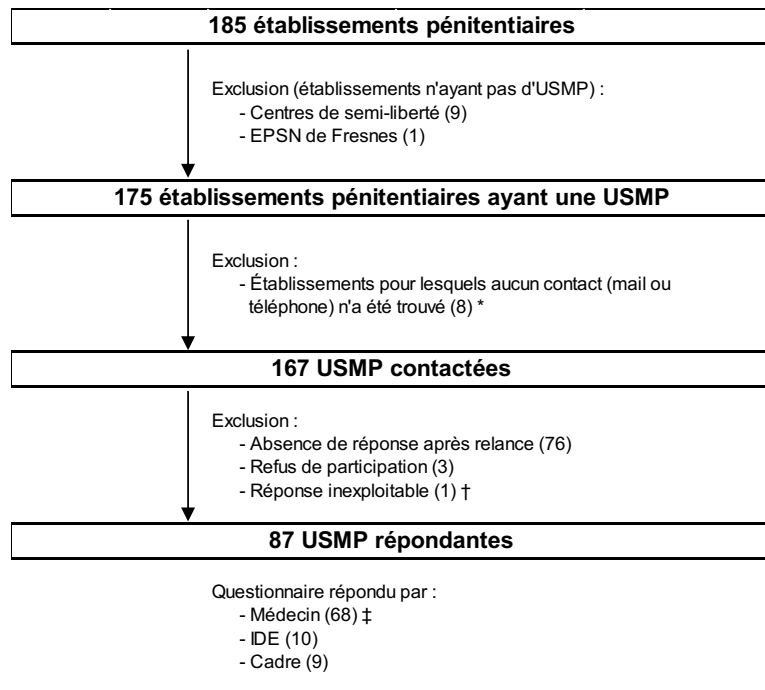 185 établissements pénitentiaires
Exclusion (établissements n'ayant pas d'USMP) :
- Centres de semi-liberté (9)
- EPSN de Fresnes (1)
175 établissements pénitentiaires ayant une USMP
Exclusion :
- Établissements pour lesquels aucun contact (mail ou
téléphone) n'a été trouvé (8) *
167 USMP contactées
Exclusion :
- Absence de réponse après relance (76)
- Refus de participation (3)
- Réponse inexploitable (1) †
87 USMP répondantes
Questionnaire répondu par :
- Médecin (68) ‡
- IDE (10)
- Cadre (9)